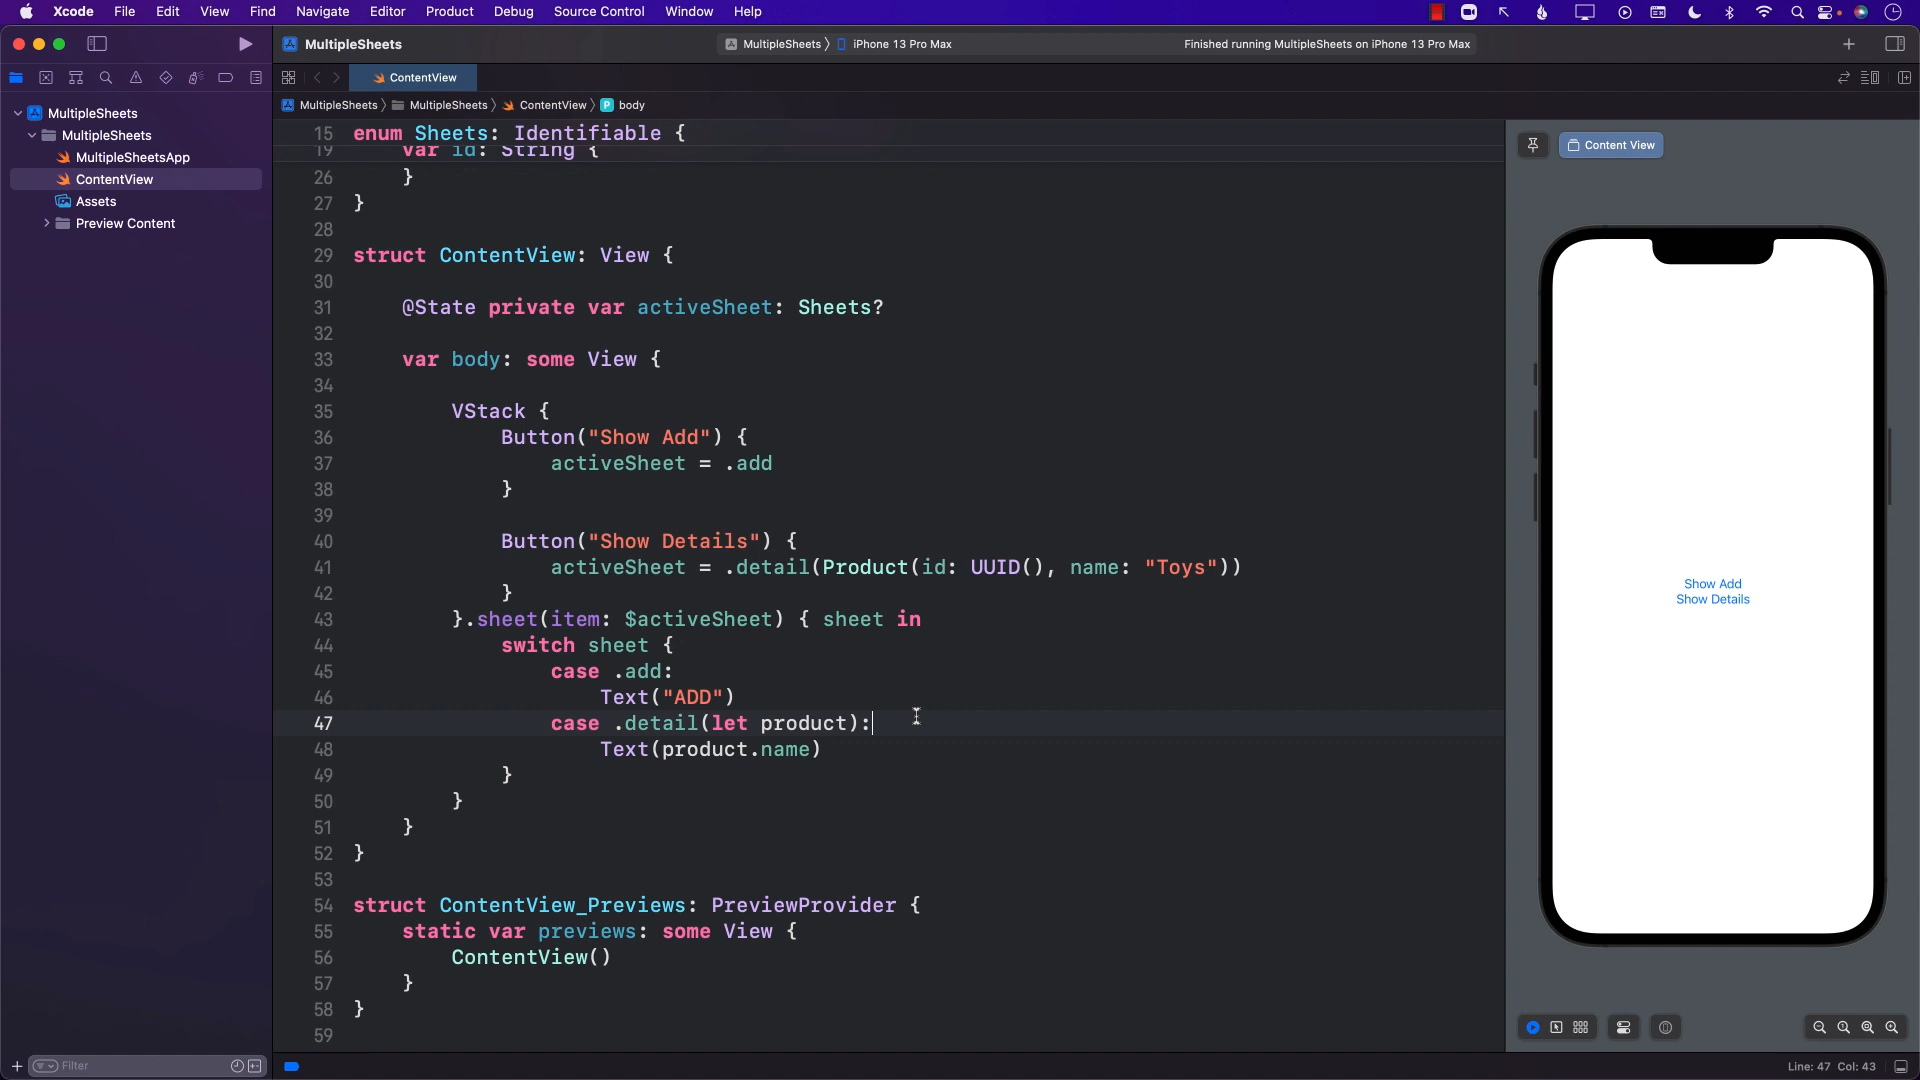 Xcode File Edit View Find Navigate Editor Product Debug Source Control Window Help
MultipleSheets
MultipleSheets 〉 iPhone 13 Pro Max
Finished running MultipleSheets on iPhone 13 Pro Max
ContentView
MultipleSheets 〉 MultipleSheets 〉 ContentView 〉 P body
MultipleSheets
MultipleSheets
MultipleSheetsApp
ContentView
Assets
Preview Content
15 enum Sheets: Identifiable {
19 var id: String {
26 }
27 }
28
29 struct ContentView: View {
30
31 @State private var activeSheet: Sheets?
32
33 var body: some View {
34
35 VStack {
36 Button("Show Add") {
37 activeSheet = .add
38 }
39
40 Button("Show Details") {
41 activeSheet = .detail(Product(id: UUID(), name: "Toys"))
42 }
43 }.sheet(item: $activeSheet) { sheet in
44 switch sheet {
45 case .add:
46 Text("ADD")
47 case .detail(let product):
48 Text(product.name)
49 }
50 }
51 }
52 }
53
54 struct ContentView_Previews: PreviewProvider {
55 static var previews: some View {
56 ContentView()
57 }
58 }
59
Content View
Show Add
Show Details
Filter
Line: 47 Col: 43